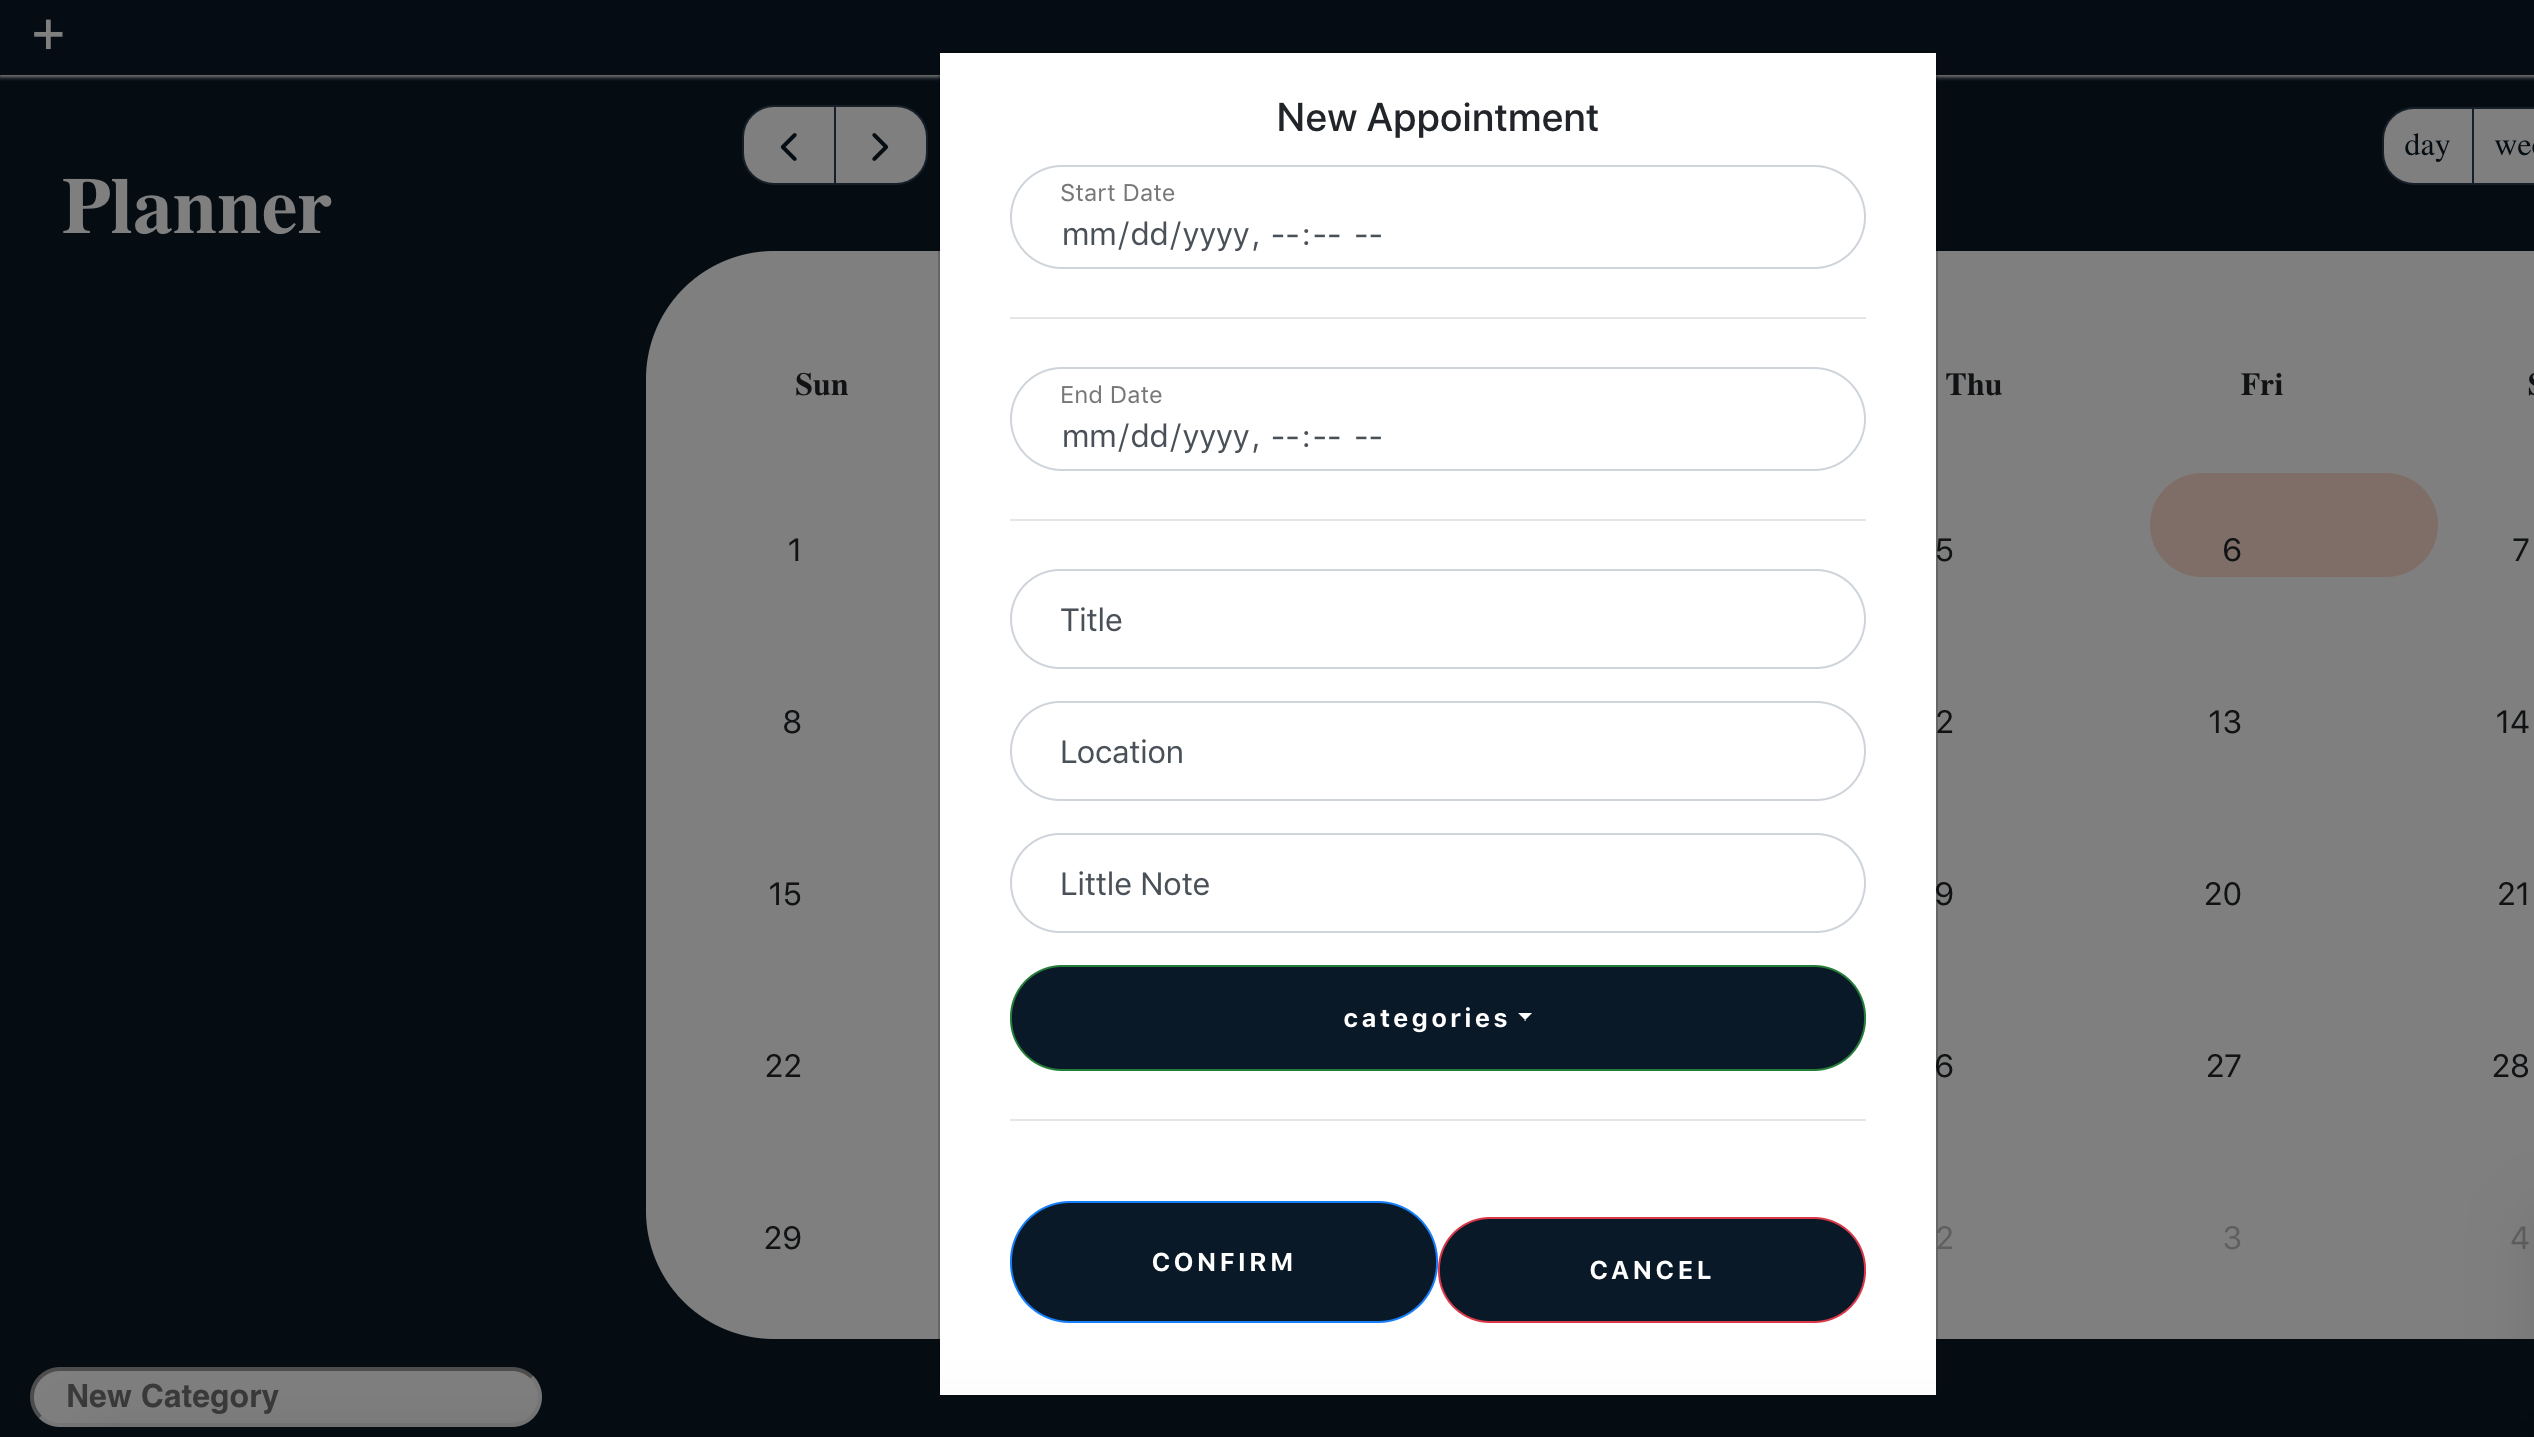 +
New Appointment
Planner
day
Start Date
mm/dd/yyyy, --:-- --
End Date
mm/dd/yyyy, --:-- --
Sun
Thu
Fri
1
5
6
7
Title
Location
8
2
13
14
Little Note
15
9
20
21
categories
22
6
27
28
29
2
3
4
CONFIRM
CANCEL
New Category